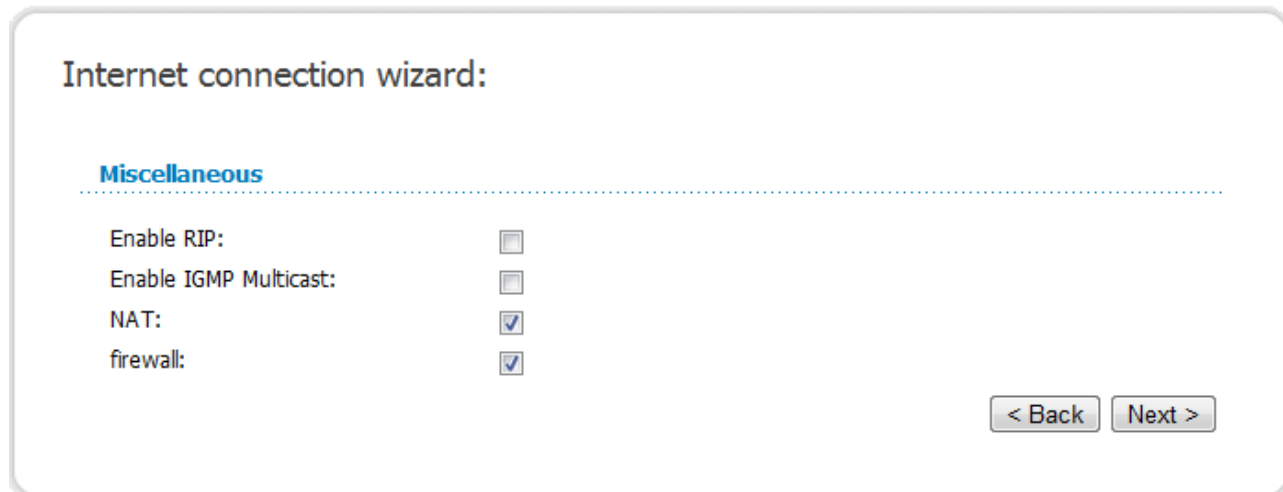 Internet connection wizard:
Miscellaneous
Enable RIP:
Enable IGMP Multicast:
NAT:
firewall:
< Back Next >